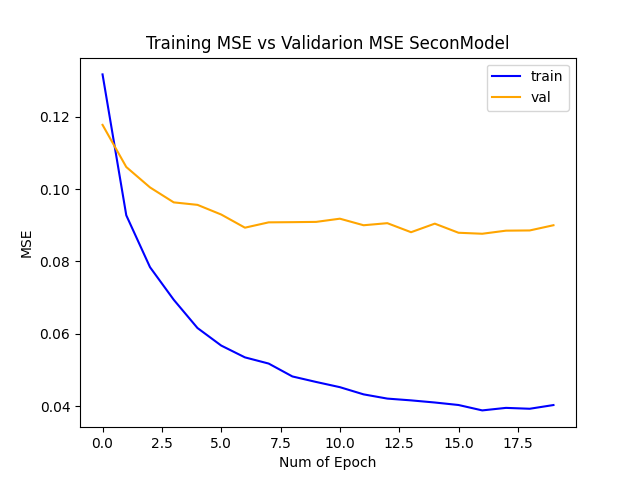 Training MSE vs Validarion MSE SeconModel
train
val
0.12
0.10
0.08
0.06
0.04
MSE
0.0 2.5 5.0 7.5 10.0 12.5 15.0 17.5
Num of Epoch